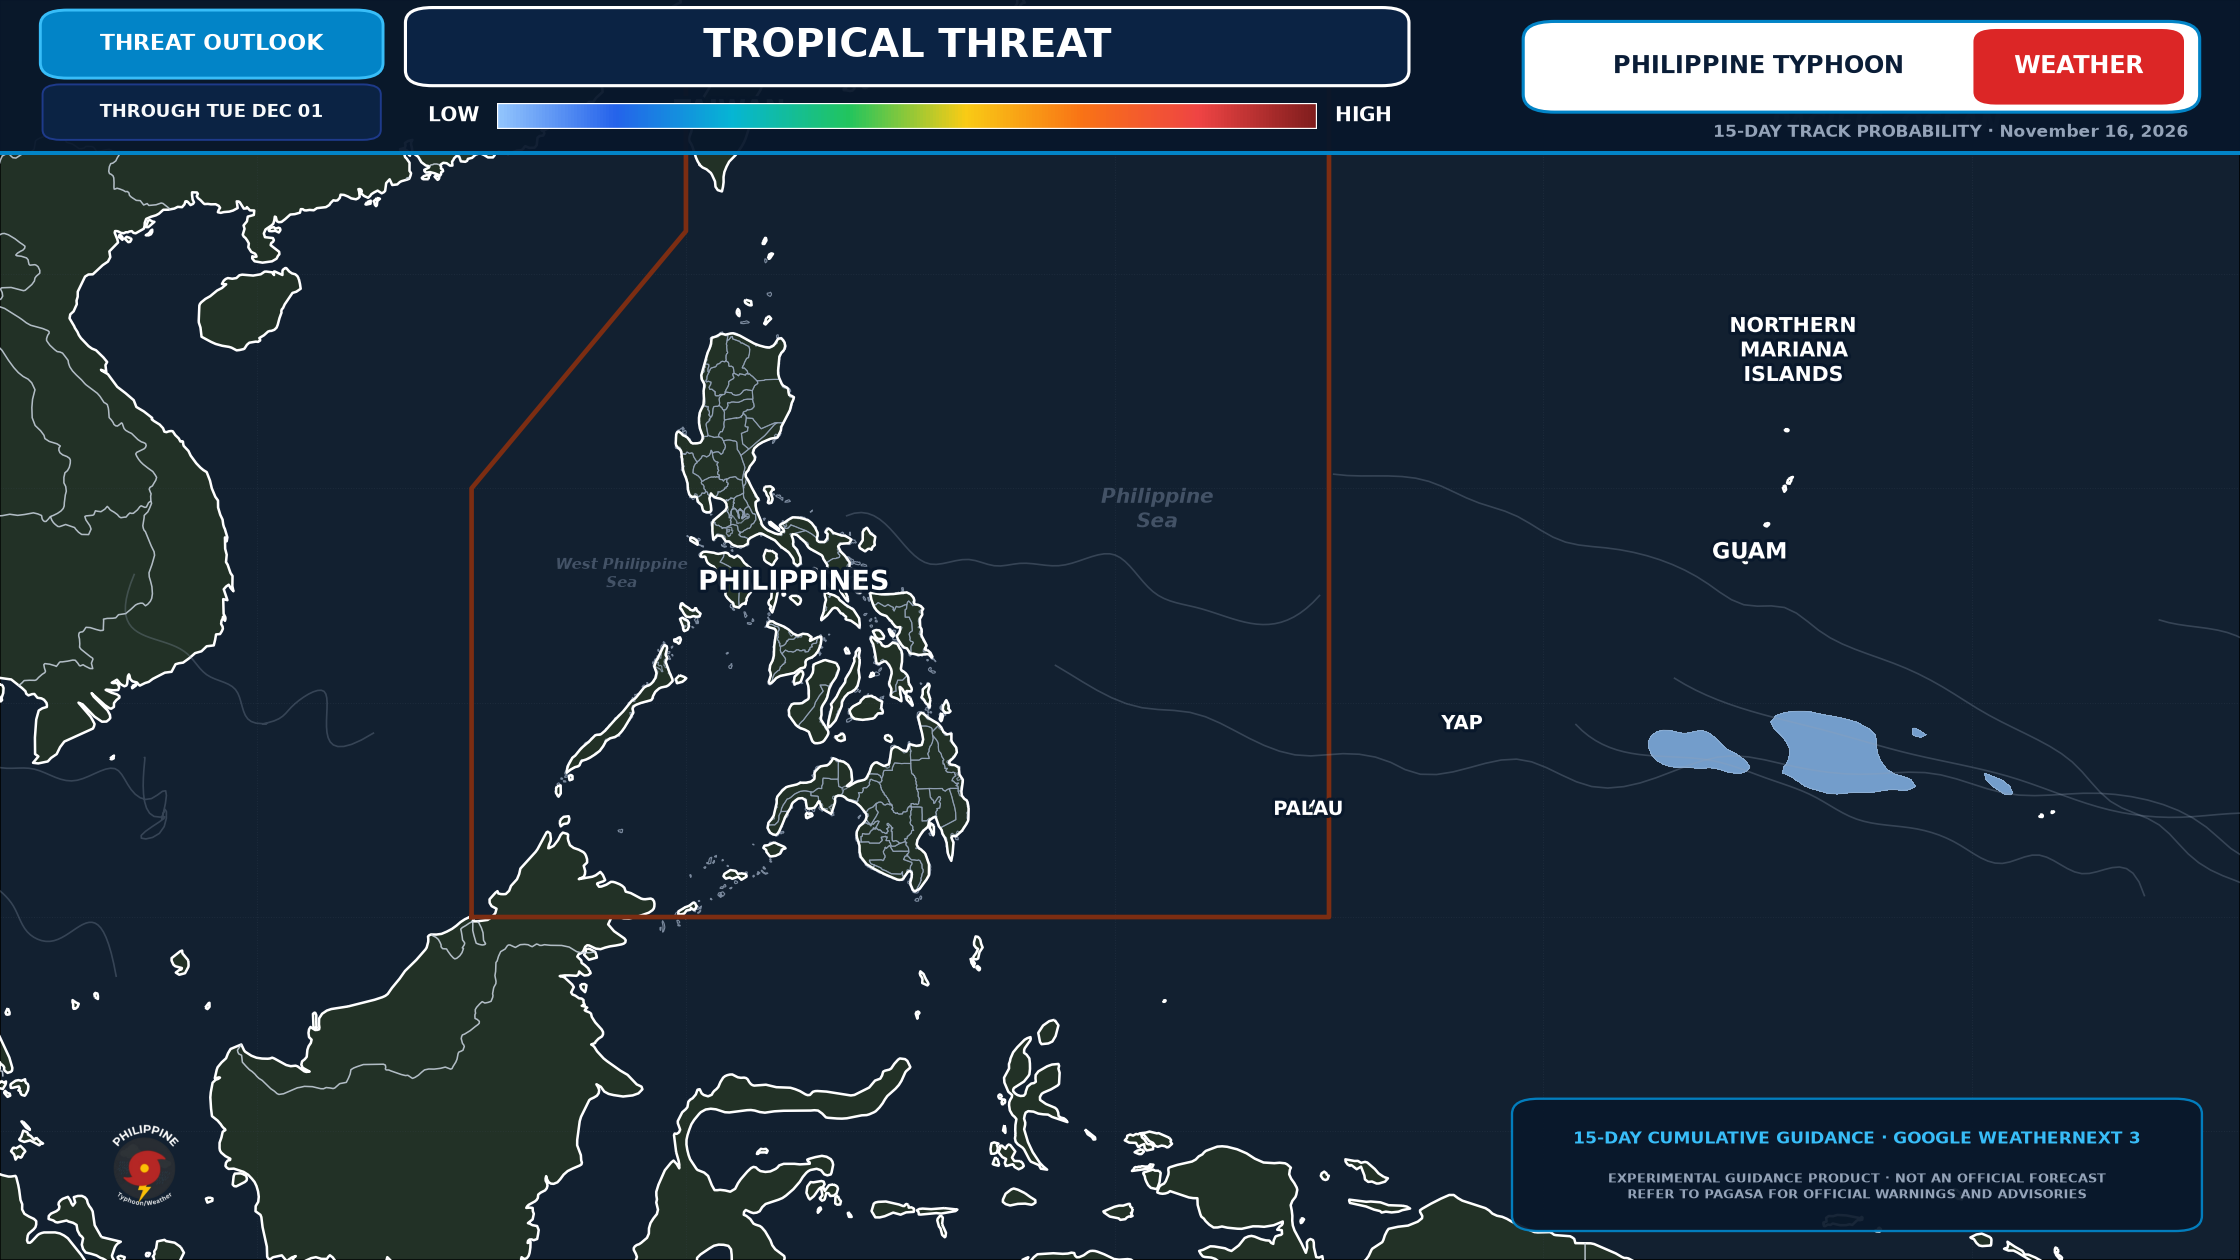 THREAT OUTLOOK
THROUGH TUE DEC 01
TROPICAL THREAT
LOW
HIGH
PHILIPPINE TYPHOON
WEATHER
15-DAY TRACK PROBABILITY · November 16, 2026
NORTHERN
MARIANA
ISLANDS
Philippine
Sea
GUAM
West Philippine
Sea
PHILIPPINES
YAP
PALAU
PHILIPPINE
Typhoon/Weather
15-DAY CUMULATIVE GUIDANCE · GOOGLE WEATHERNEXT 3
EXPERIMENTAL GUIDANCE PRODUCT · NOT AN OFFICIAL FORECAST
REFER TO PAGASA FOR OFFICIAL WARNINGS AND ADVISORIES